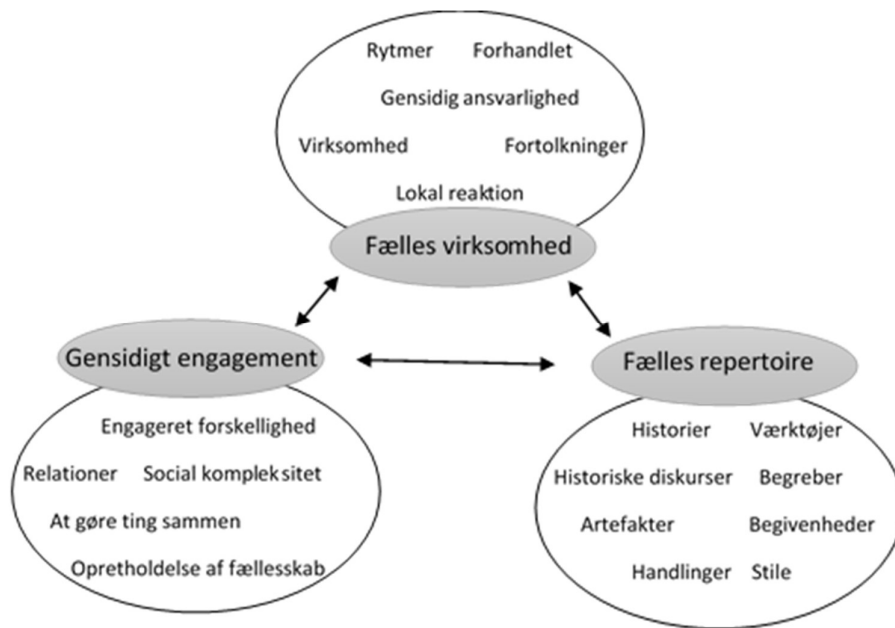 Rytmer Forhandlet
Gensidig ansvarlighed
Virksomhed Fortolkninger
Lokal reaktion
Fælles virksomhed
Gensidigt engagement
Engageret forskellighed
Relationer Social kompleksitet
At gøre ting sammen
Opretholdelse af fællesskab
Fælles repertoire
Historier Værktøjer
Historiske diskurser Begreber
Artefakter Begivenheder
Handlinger Stile